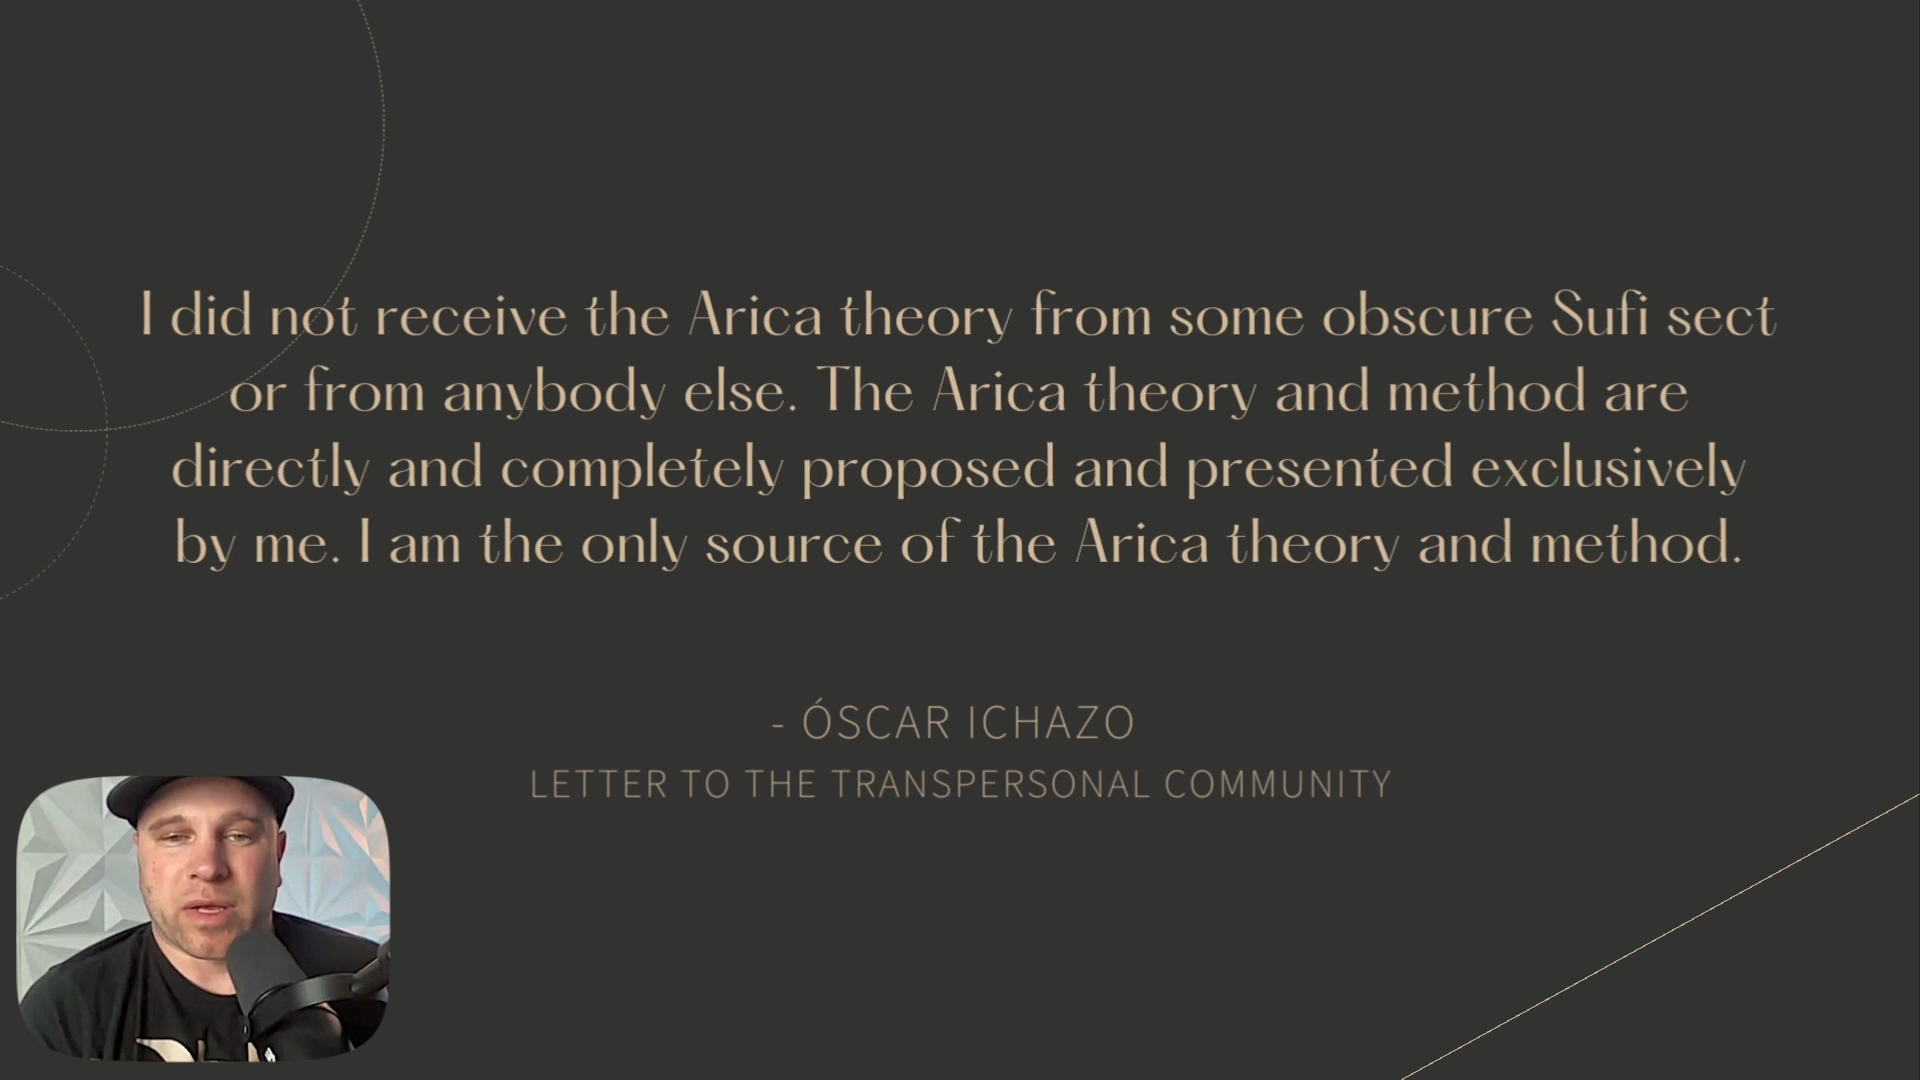 I did not receive the Arica theory from some obscure Sufi sect
or from anybody else. The Arica theory and method are
directly and completely proposed and presented exclusively
by me. I am the only source of the Arica theory and method.
- ÓSCAR ICHAZO
LETTER TO THE TRANSPERSONAL COMMUNITY